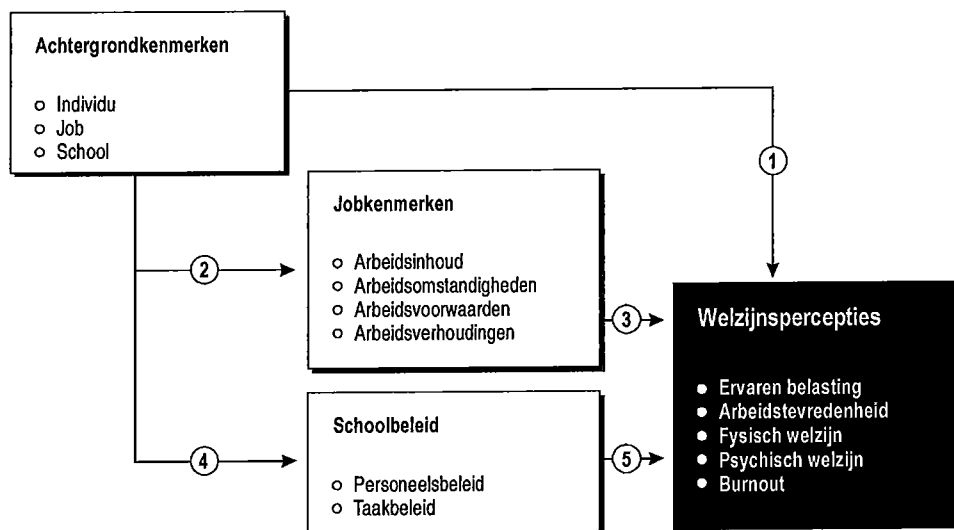 Achtergrondkenmerken
Individu
Job
School
1
Jobkenmerken
2
Arbeidsinhoud
Arbeidsomstandigheden
Arbeidsvoorwaarden
Arbeidsverhoudingen
3
Welzijnspercepties
Ervaren belasting
Arbeidstevredenheid
Fysisch welzijn
Psychisch welzijn
Burnout
Schoolbeleid
4
5
Personeelsbeleid
Taakbeleid